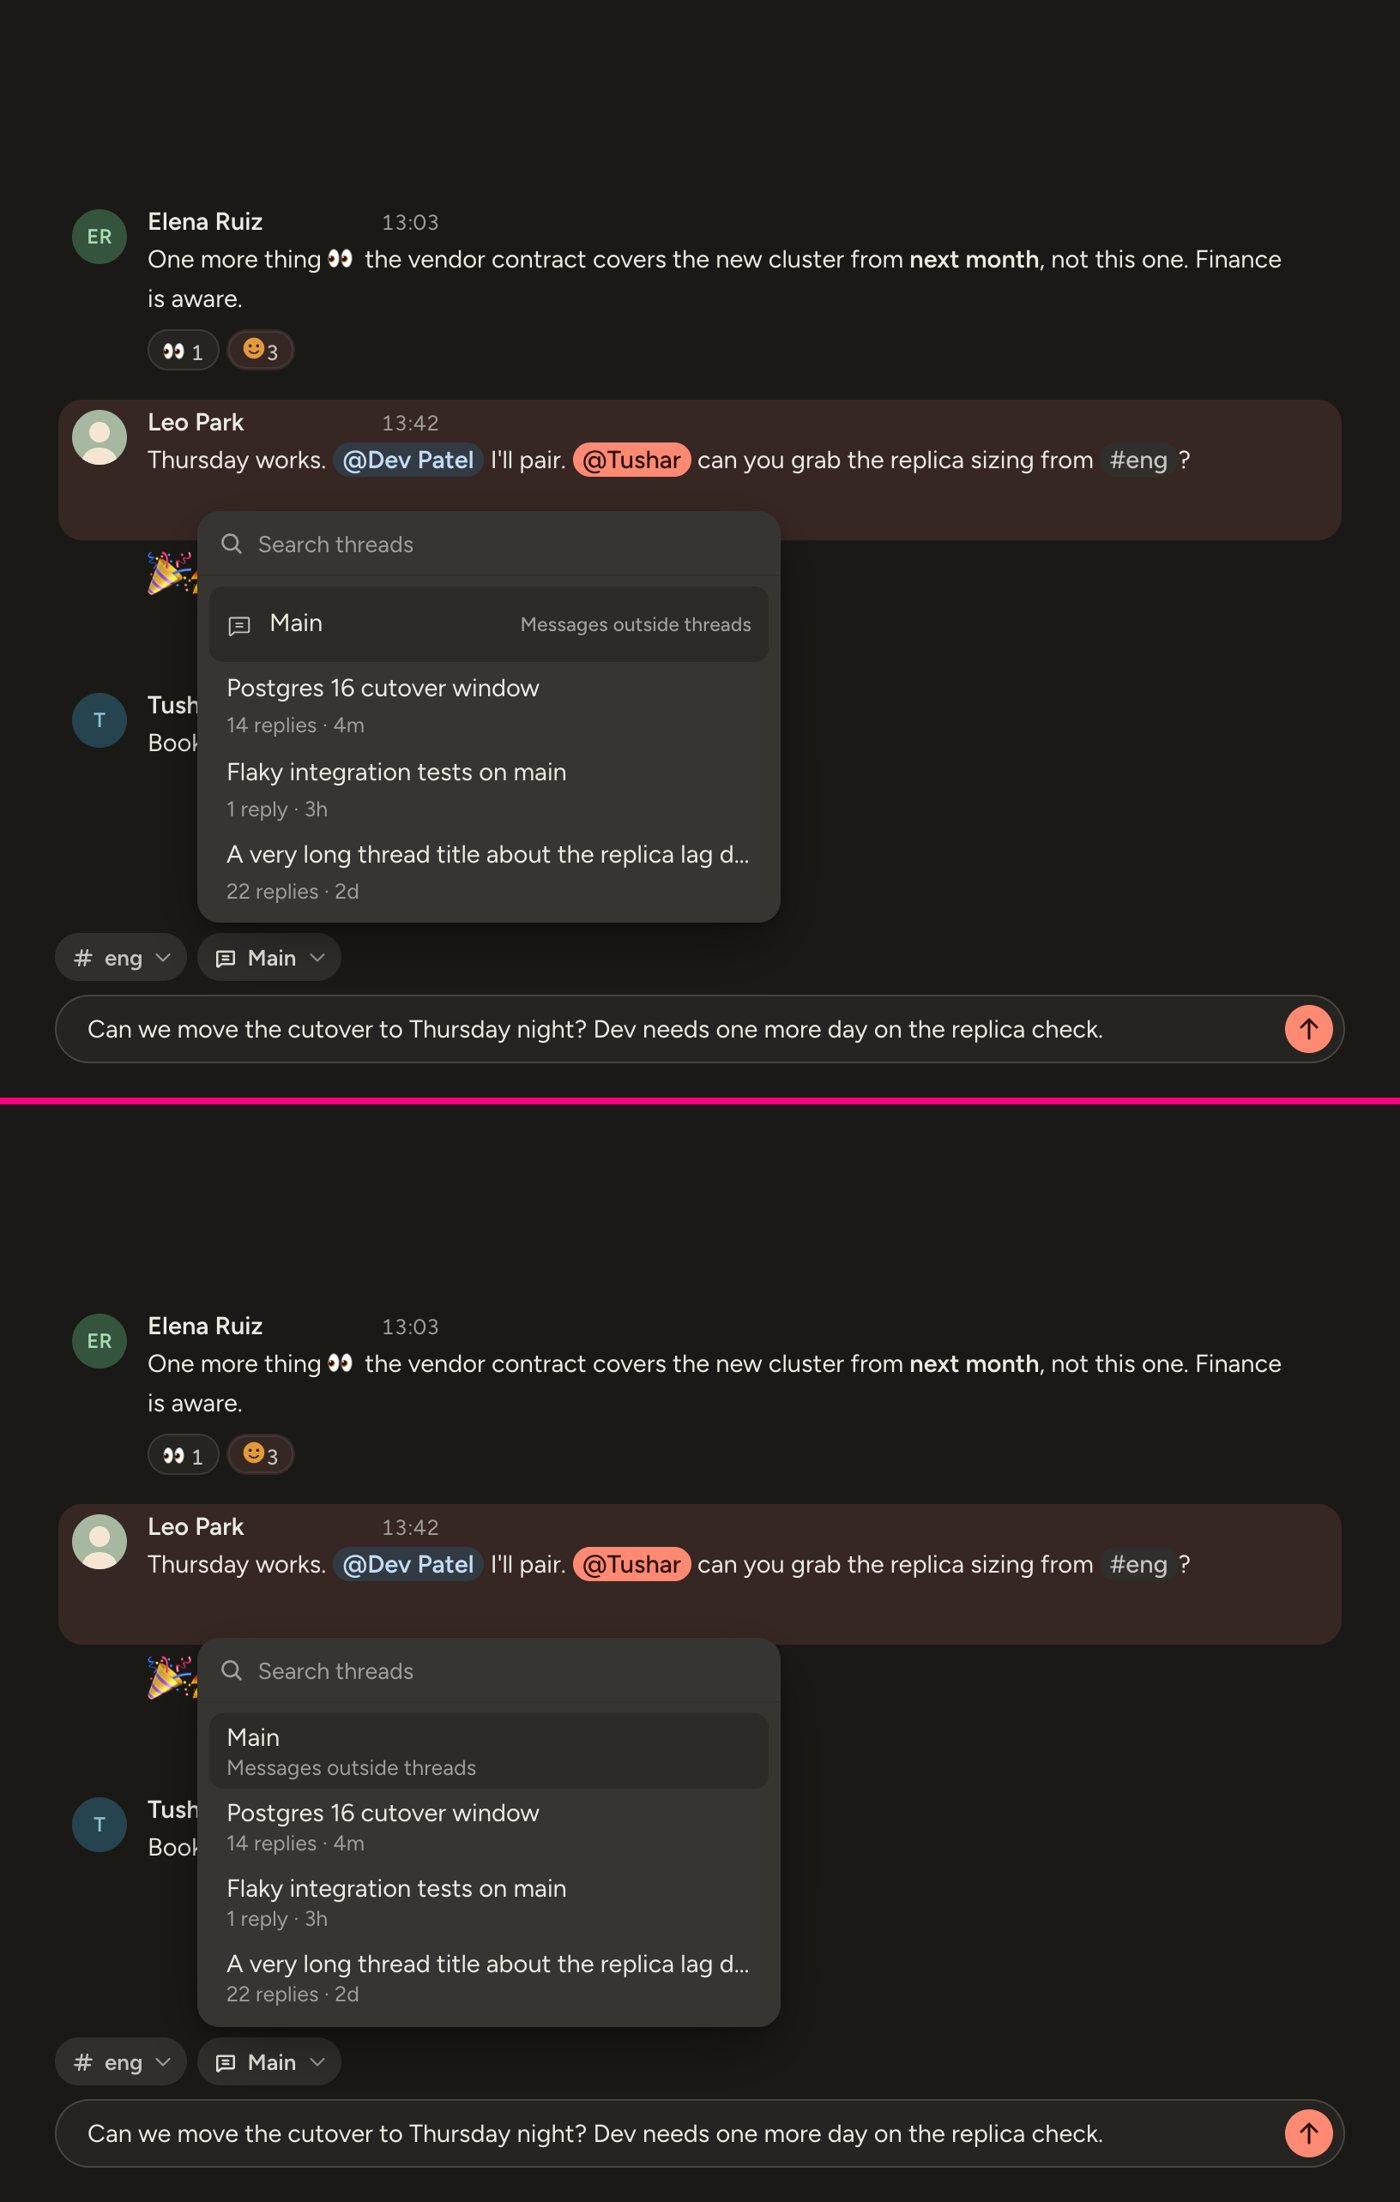 ER
Elena Ruiz 13:03
One more thing 👀 the vendor contract covers the new cluster from next month, not this one. Finance
is aware.
👀 1 🙂 3
Leo Park 13:42
Thursday works. @Dev Patel I'll pair. @Tushar can you grab the replica sizing from #eng ?
Search threads
Main Messages outside threads
Postgres 16 cutover window
14 replies · 4m
Flaky integration tests on main
1 reply · 3h
A very long thread title about the replica lag d...
22 replies · 2d
T
Tush
Book
# eng Main
Can we move the cutover to Thursday night? Dev needs one more day on the replica check.
ER
Elena Ruiz 13:03
One more thing 👀 the vendor contract covers the new cluster from next month, not this one. Finance
is aware.
👀 1 🙂 3
Leo Park 13:42
Thursday works. @Dev Patel I'll pair. @Tushar can you grab the replica sizing from #eng ?
Search threads
Main
Messages outside threads
Postgres 16 cutover window
14 replies · 4m
Flaky integration tests on main
1 reply · 3h
A very long thread title about the replica lag d...
22 replies · 2d
T
Tush
Book
# eng Main
Can we move the cutover to Thursday night? Dev needs one more day on the replica check.